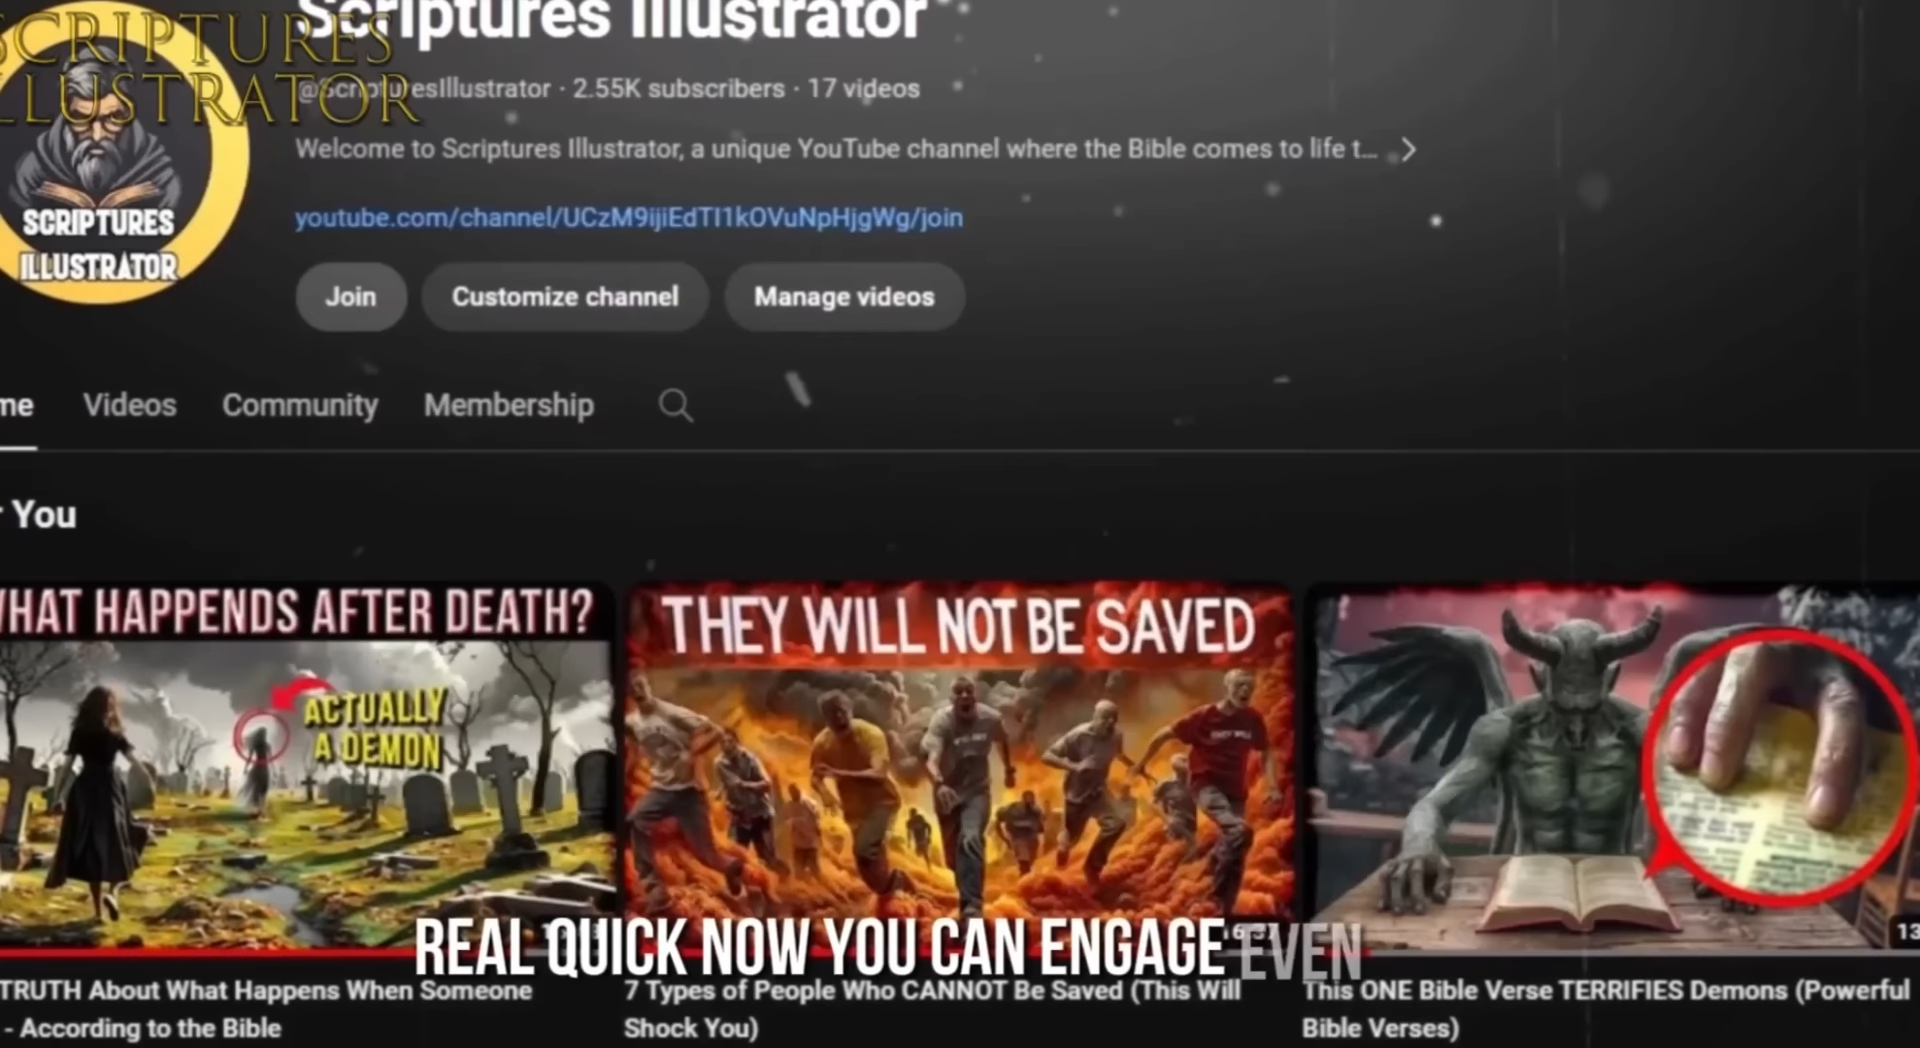 Scriptures Illustrator
SCRIPTURES
ILLUSTRATOR
@ScripturesIllustrator · 2.55K subscribers · 17 videos
Welcome to Scriptures Illustrator, a unique YouTube channel where the Bible comes to life t...
SCRIPTURES
ILLUSTRATOR
youtube.com/channel/UCzM9ijiEdTI1kOVuNpHjgWg/join
Join Customize channel Manage videos
me Videos Community Membership
r You
WHAT HAPPENDS AFTER DEATH?
ACTUALLY
A DEMON
THEY WILL NOT BE SAVED
REAL QUICK NOW YOU CAN ENGAGE EVEN
13
TRUTH About What Happens When Someone
- According to the Bible
7 Types of People Who CANNOT Be Saved (This Will
Shock You)
This ONE Bible Verse TERRIFIES Demons (Powerful
Bible Verses)